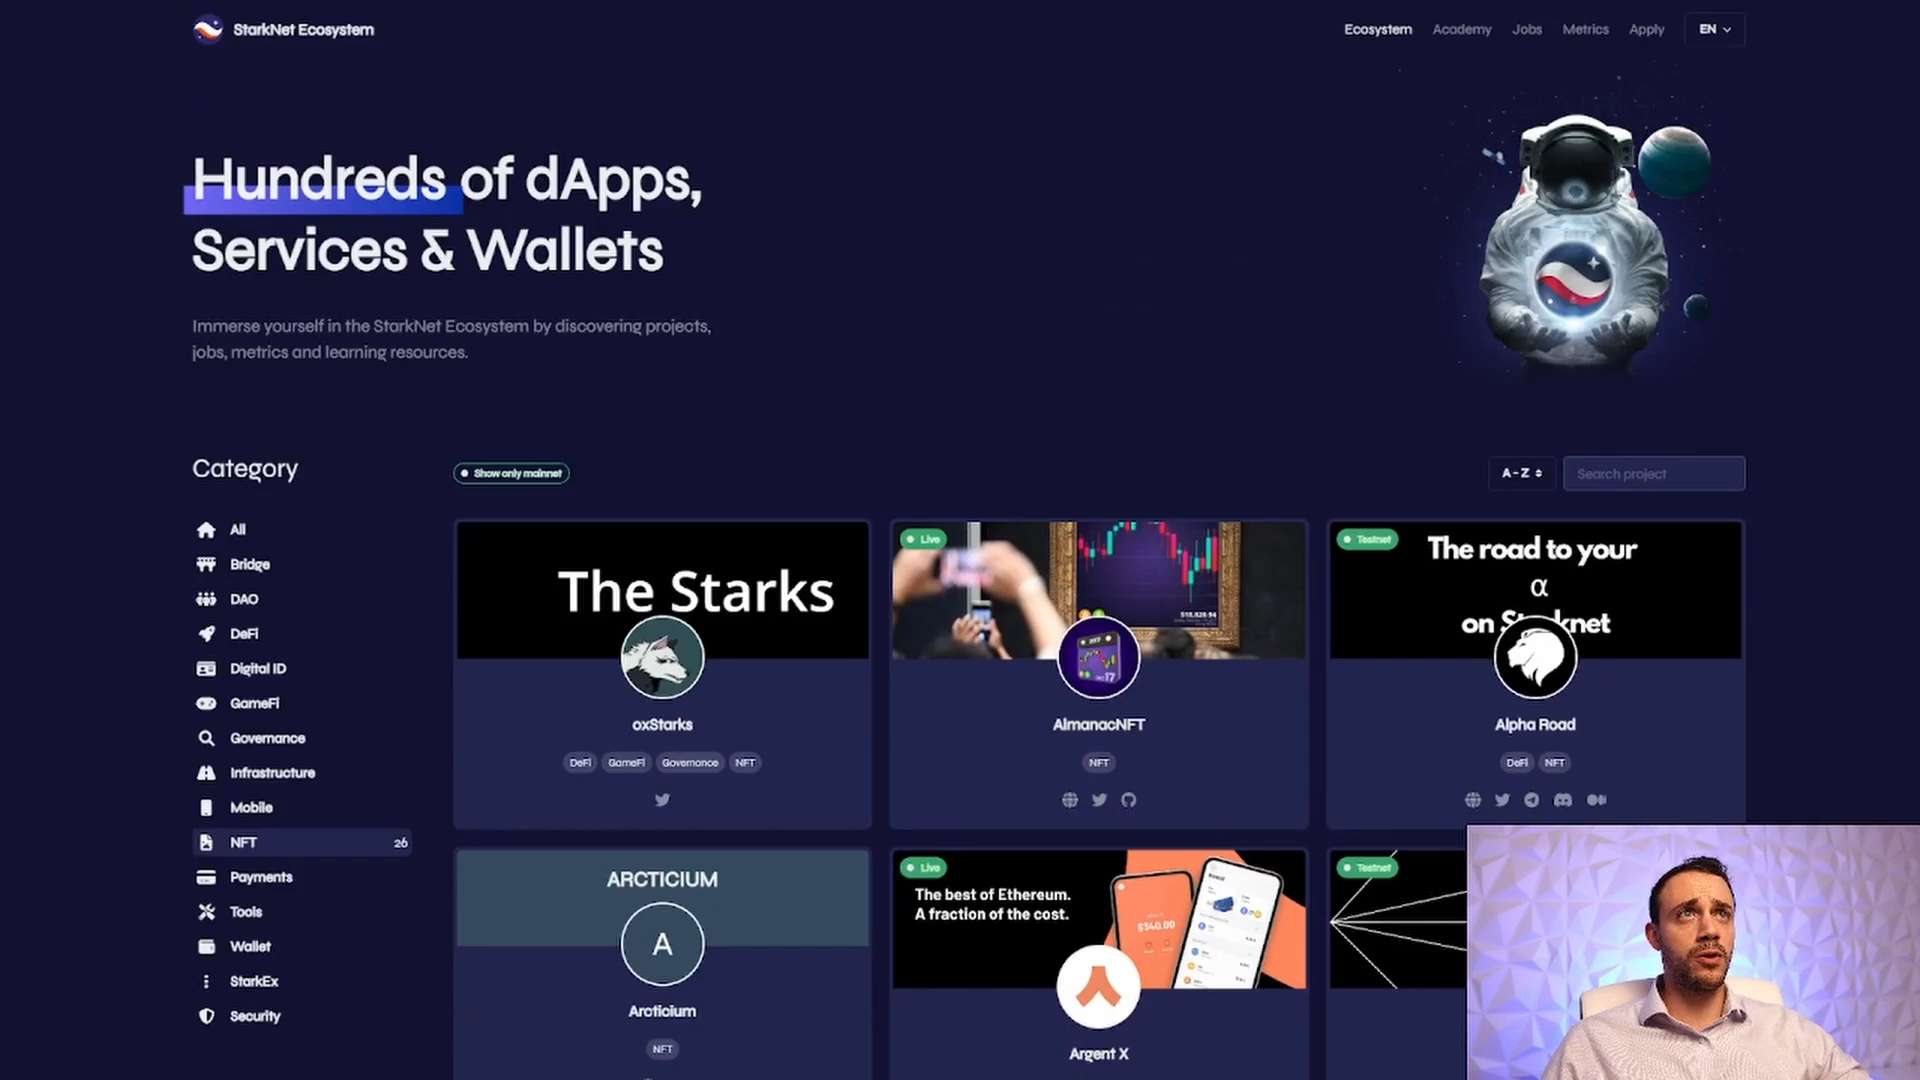 StarkNet Ecosystem
Ecosystem
Academy
Jobs
Metrics
Apply
EN
Hundreds of dApps,
Services & Wallets
Immerse yourself in the StarkNet Ecosystem by discovering projects,
jobs, metrics and learning resources.
Category
Show only mainnet
A-Z
Search project
All
Bridge
DAO
DeFi
Digital ID
GameFi
Governance
Infrastructure
Mobile
NFT 26
Payments
Tools
Wallet
StarkEx
Security
The Starks
oxStarks
DeFi GameFi Governance NFT
Live
AlmanacNFT
NFT
Testnet
The road to your
α
on Starknet
Alpha Road
DeFi NFT
ARCTICIUM
A
Arcticium
NFT
Live
The best of Ethereum.
A fraction of the cost.
$340.00
Argent X
Testnet